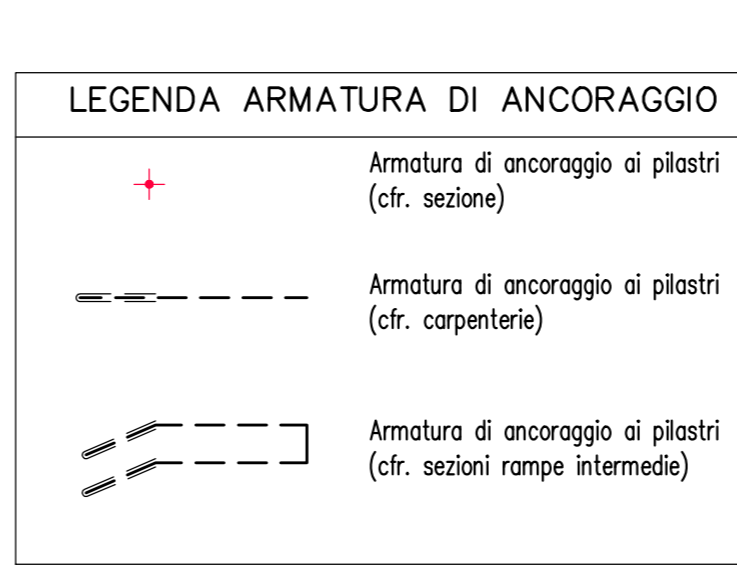 LEGENDA ARMATURA DI ANCORAGGIO
Armatura di ancoraggio ai pilastri
(cfr. sezione)
Armatura di ancoraggio ai pilastri
(cfr. carpenterie)
Armatura di ancoraggio ai pilastri
(cfr. sezioni rampe intermedie)